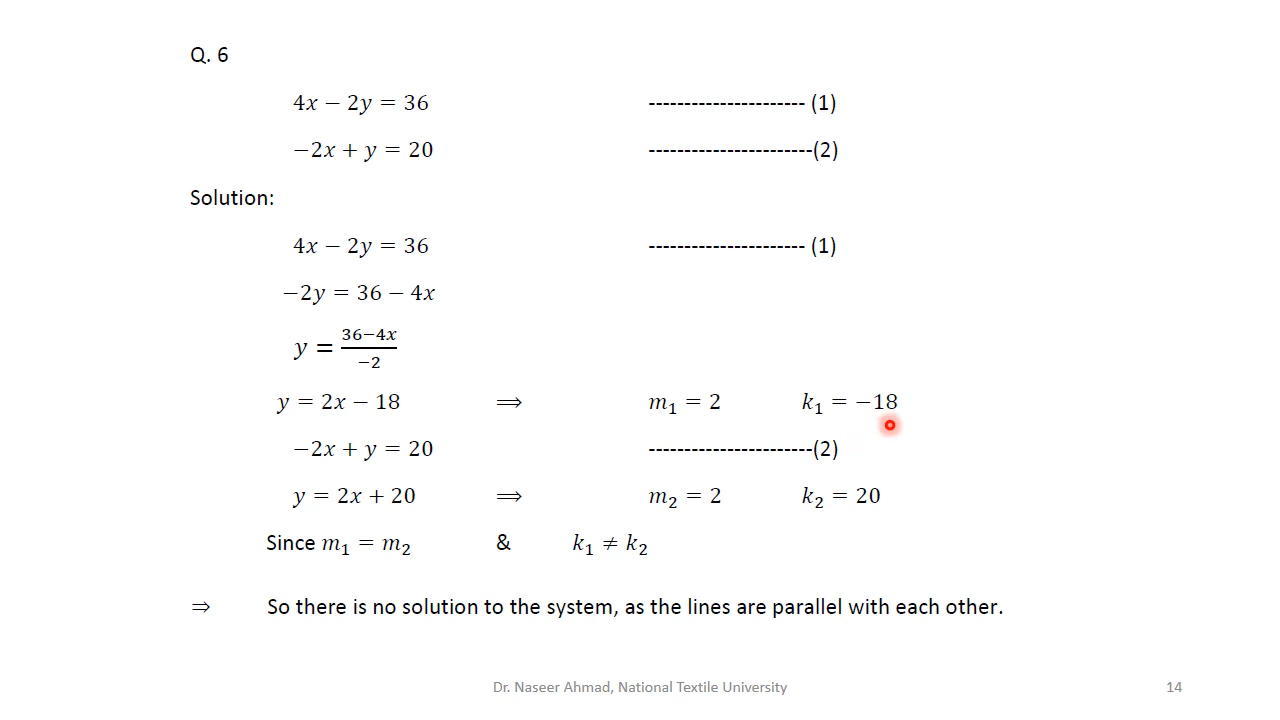 Q. 6
4x − 2y = 36 ---------------------- (1)
−2x + y = 20 -----------------------(2)
Solution:
4x − 2y = 36 ---------------------- (1)
−2y = 36 − 4x
y = \frac{36−4x}{−2}
y = 2x − 18 ⟹ m₁ = 2 k₁ = −18
−2x + y = 20 -----------------------(2)
y = 2x + 20 ⟹ m₂ = 2 k₂ = 20
Since m₁ = m₂ & k₁ ≠ k₂
⇒ So there is no solution to the system, as the lines are parallel with each other.
Dr. Naseer Ahmad, National Textile University 14